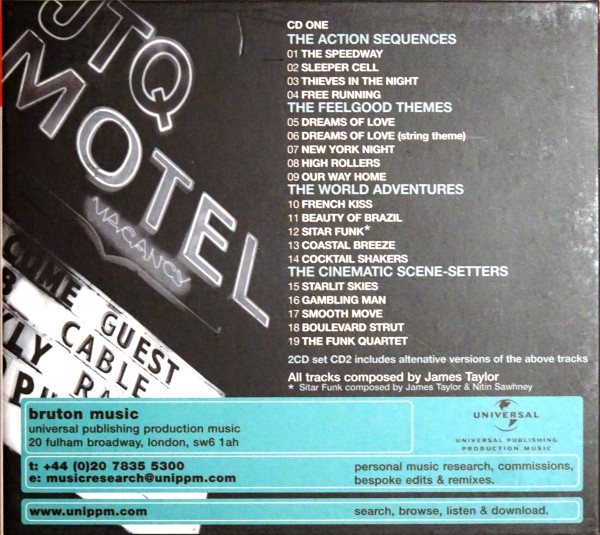 JTQ
MOTEL
VACANCY
COME GUEST
CABLE
CD ONE
THE ACTION SEQUENCES
01 THE SPEEDWAY
02 SLEEPER CELL
03 THIEVES IN THE NIGHT
04 FREE RUNNING
THE FEELGOOD THEMES
05 DREAMS OF LOVE
06 DREAMS OF LOVE (string theme)
07 NEW YORK NIGHT
08 HIGH ROLLERS
09 OUR WAY HOME
THE WORLD ADVENTURES
10 FRENCH KISS
11 BEAUTY OF BRAZIL
12 SITAR FUNK*
13 COASTAL BREEZE
14 COCKTAIL SHAKERS
THE CINEMATIC SCENE-SETTERS
15 STARLIT SKIES
16 GAMBLING MAN
17 SMOOTH MOVE
18 BOULEVARD STRUT
19 THE FUNK QUARTET
2CD set CD2 includes altenative versions of the above tracks
All tracks composed by James Taylor
* Sitar Funk composed by James Taylor & Nitin Sawhney
bruton music
universal publishing production music
20 fulham broadway, london, sw6 1ah
UNIVERSAL
UNIVERSAL PUBLISHING
PRODUCTION MUSIC
t: +44 (0)20 7835 5300
e: musicresearch@unippm.com
personal music research, commissions,
bespoke edits & remixes.
www.unippm.com
search, browse, listen & download.